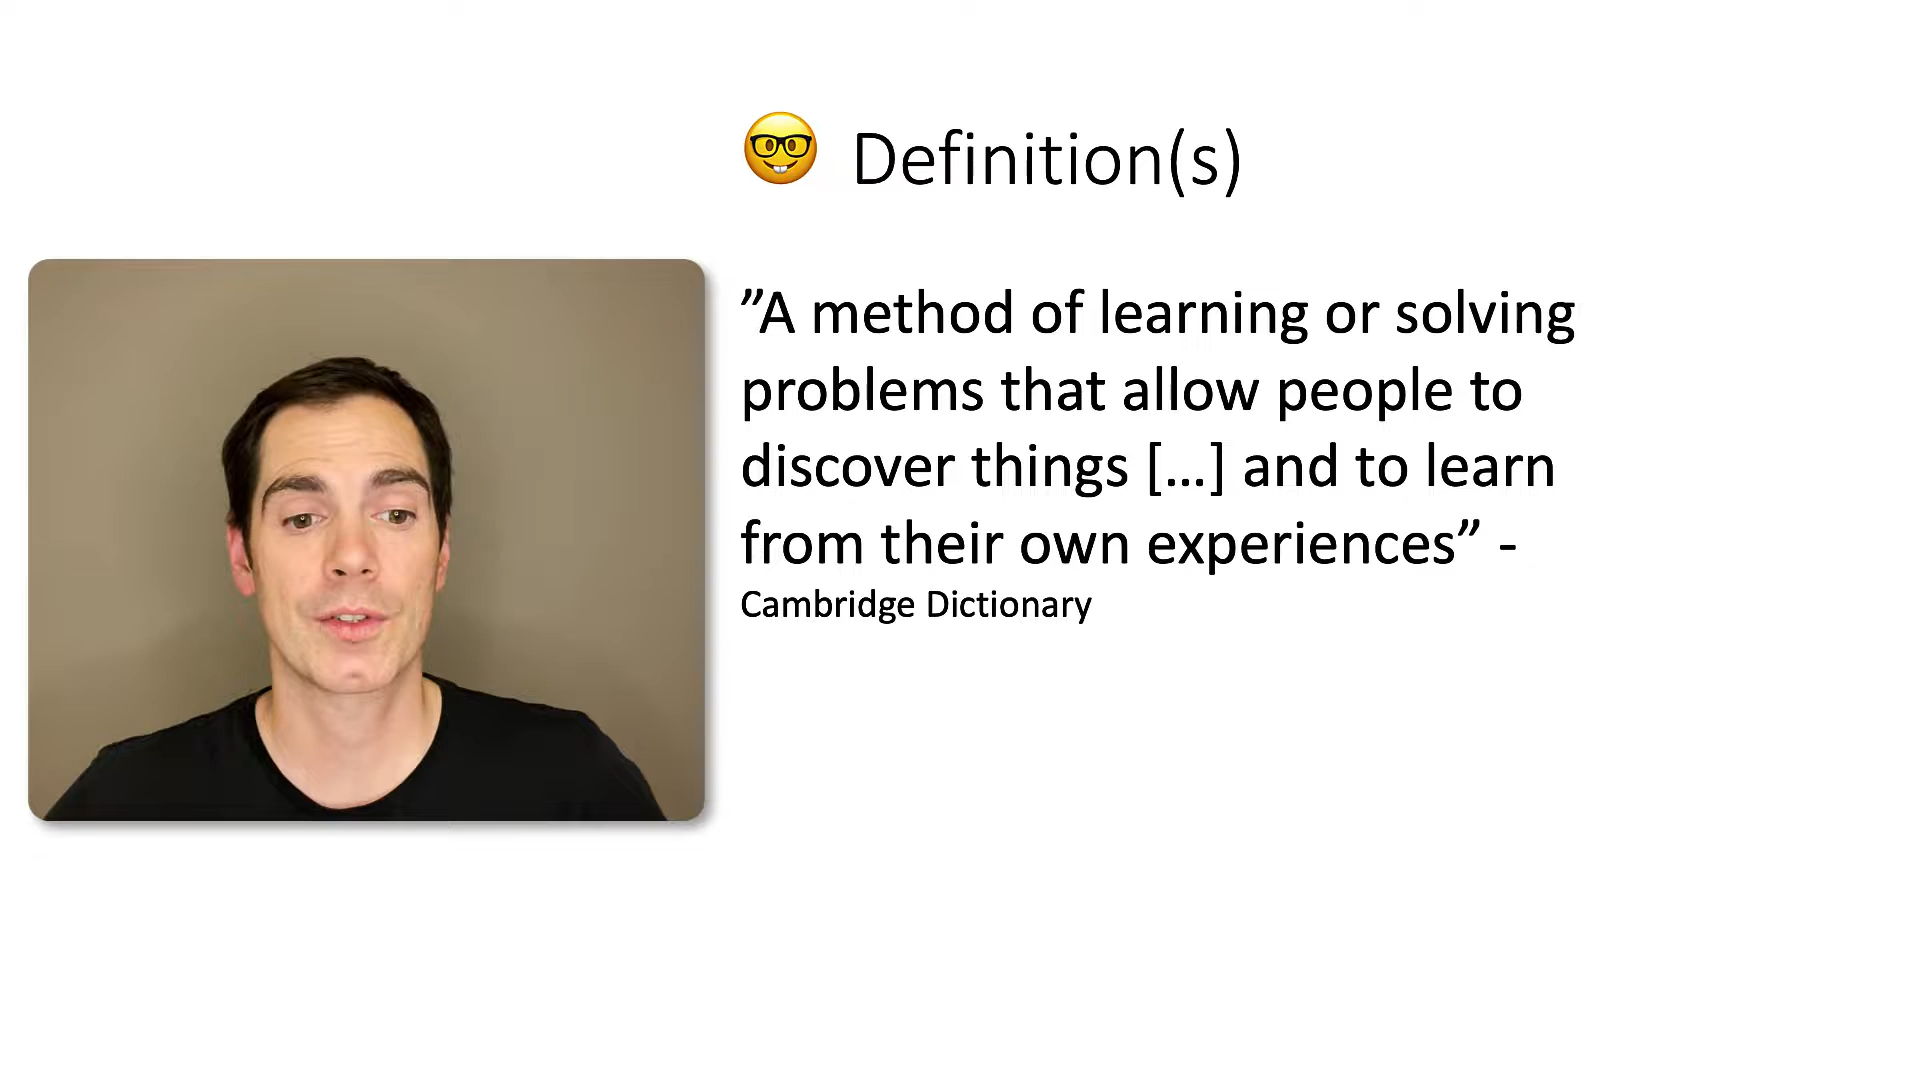 Definition(s)
”A method of learning or solving
problems that allow people to
discover things […] and to learn
from their own experiences” -
Cambridge Dictionary